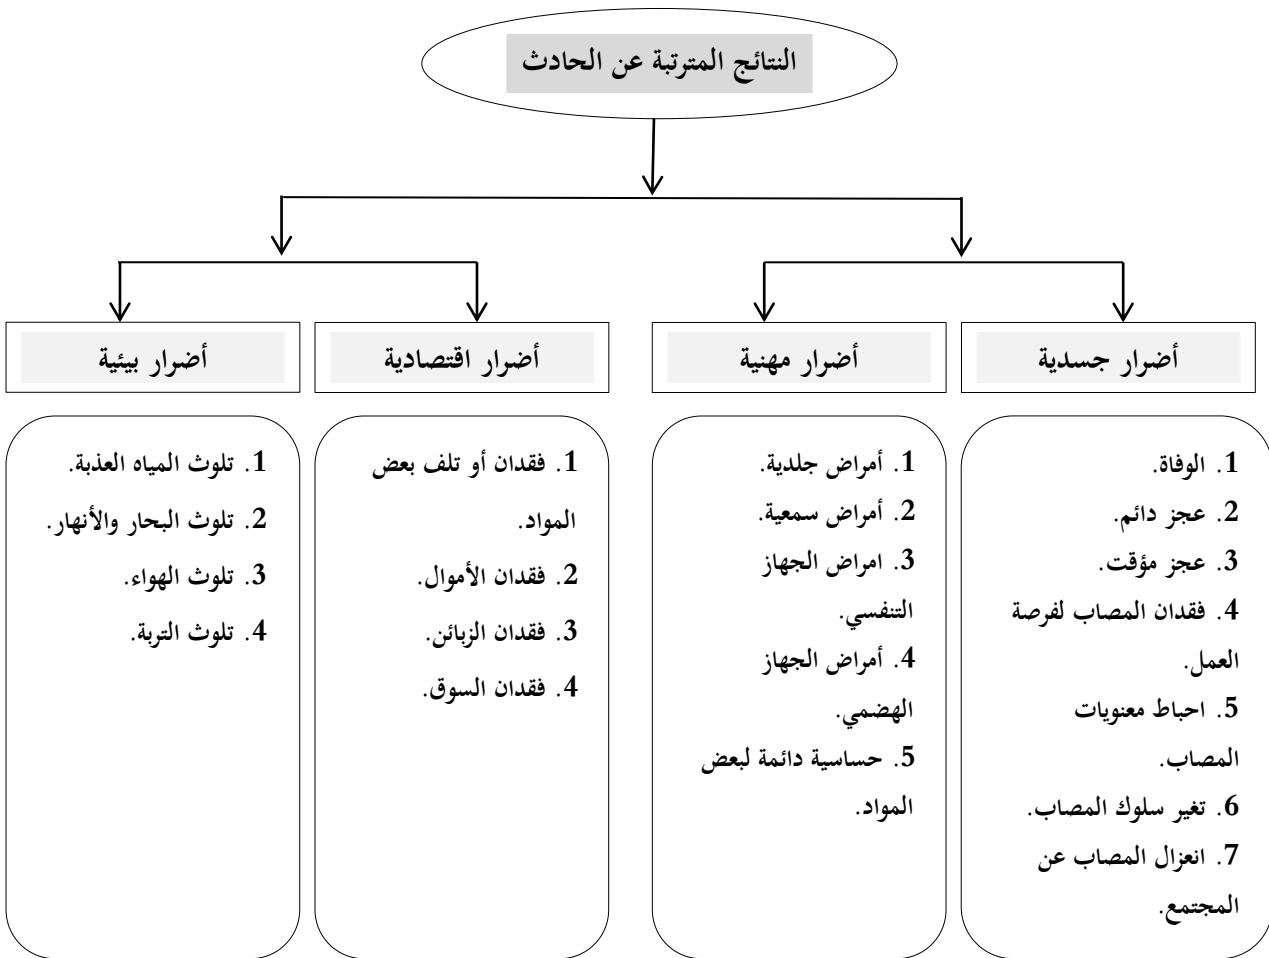 النتائج المترتبة عن الحادث
أضرار جسدية
1. الوفاة.
2. عجز دائم.
3. عجز مؤقت.
4. فقدان المصاب لفرصة
العمل.
5. احباط معنويات
المصاب.
6. تغير سلوك المصاب.
7. انعزال المصاب عن
المجتمع.
أضرار مهنية
1. أمراض جلدية.
2. أمراض سمعية.
3. امراض الجهاز
التنفسي.
4. أمراض الجهاز
الهضمي.
5. حساسية دائمة لبعض
المواد.
أضرار اقتصادية
1. فقدان أو تلف بعض
المواد.
2. فقدان الأموال.
3. فقدان الزبائن.
4. فقدان السوق.
أضرار بيئية
1. تلوث المياه العذبة.
2. تلوث البحار والأنهار.
3. تلوث الهواء.
4. تلوث التربة.